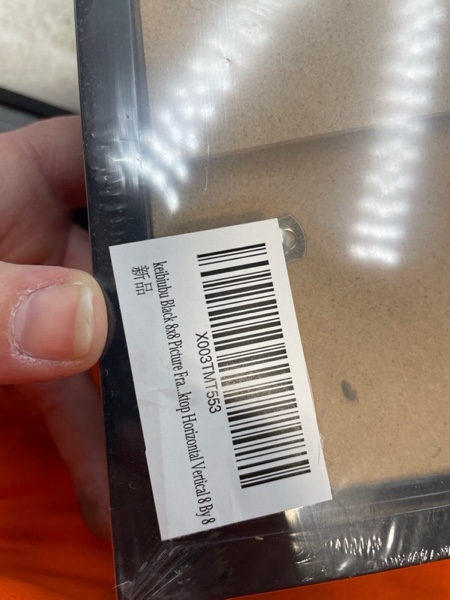 X003TMT553
keibiubu Black 8x8 Picture Fra...ktop Horizontal Vertical 8 By 8
新品